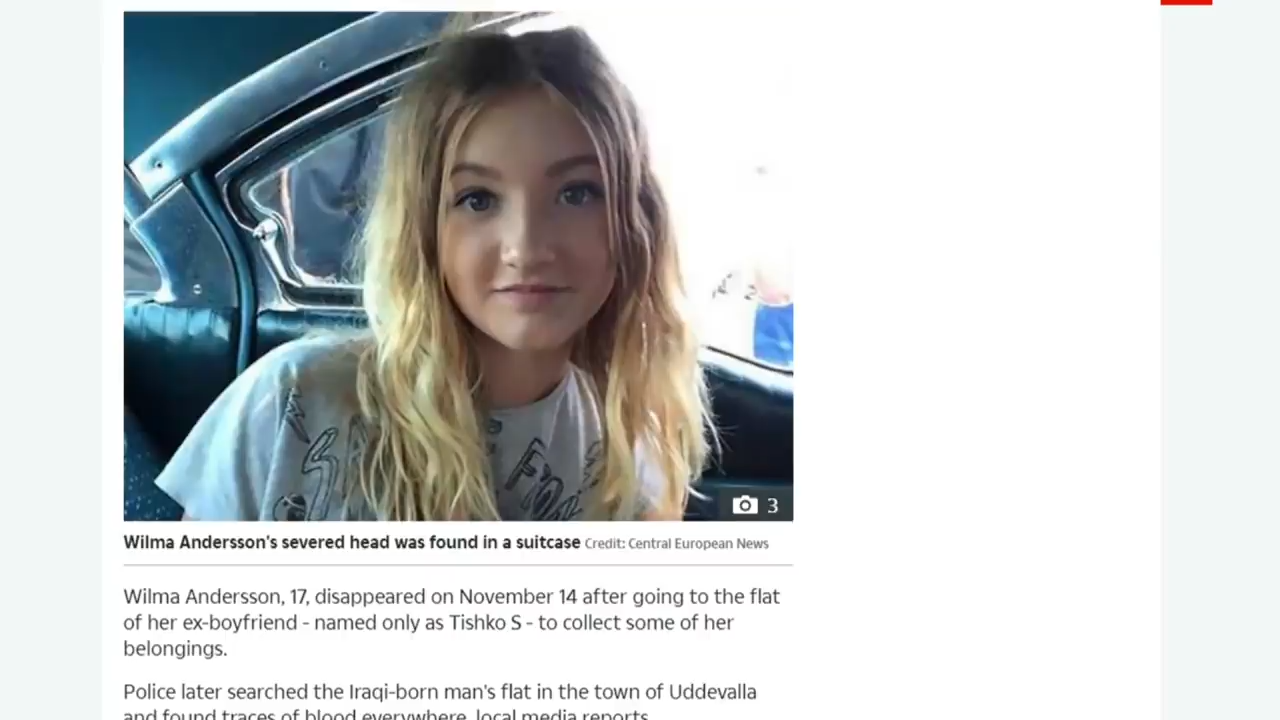 3
Wilma Andersson's severed head was found in a suitcase Credit: Central European News
Wilma Andersson, 17, disappeared on November 14 after going to the flat
of her ex-boyfriend - named only as Tishko S - to collect some of her
belongings.
Police later searched the Iraqi-born man's flat in the town of Uddevalla
and found traces of blood everywhere, local media reports.